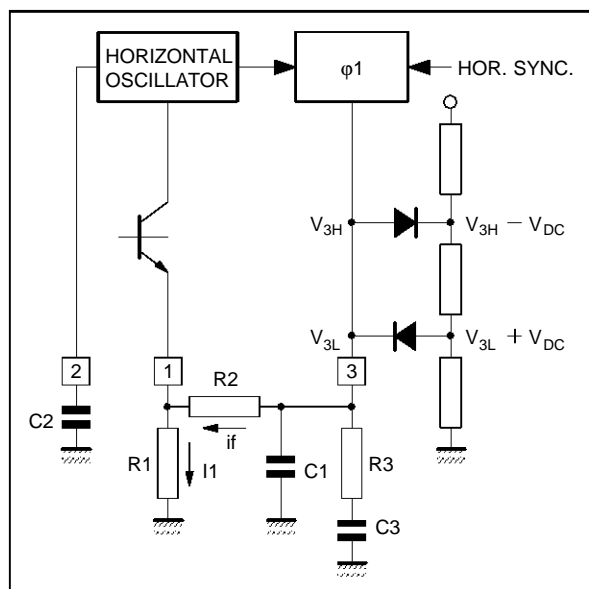 HORIZONTAL
OSCILLATOR
φ1
HOR. SYNC.
V3H
V3H – VDC
V3L
V3L + VDC
2
1
3
R2
C2
if
R1
I1
C1
R3
C3